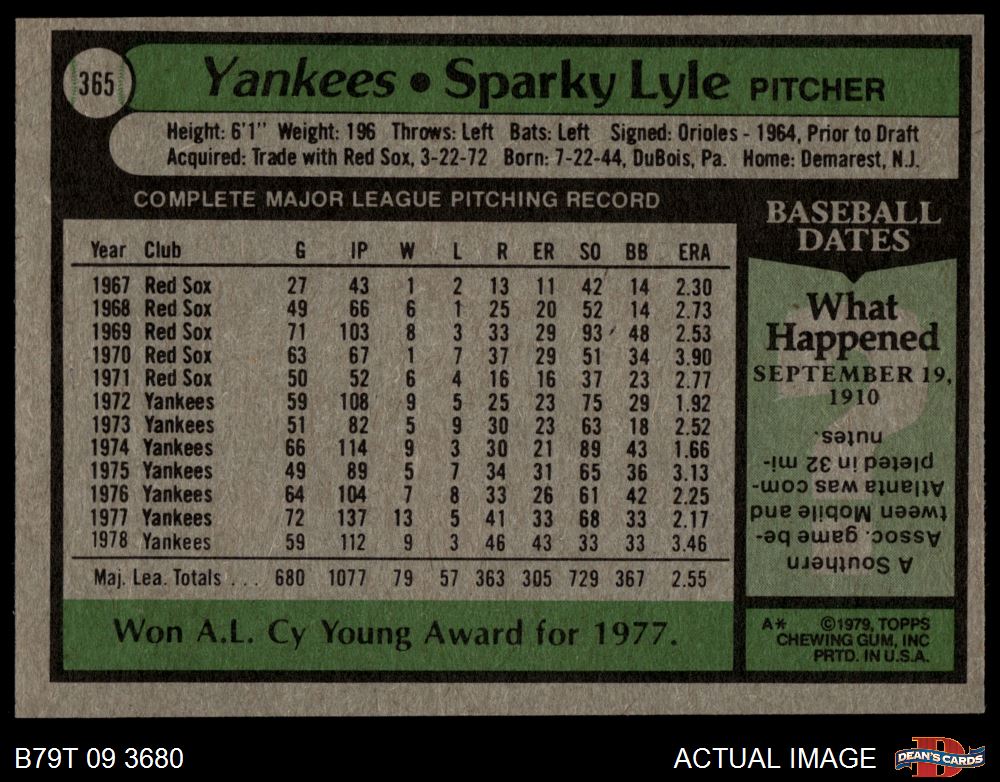 365
Yankees • Sparky Lyle PITCHER
Height: 6'1" Weight: 196 Throws: Left Bats: Left Signed: Orioles - 1964, Prior to Draft
Acquired: Trade with Red Sox, 3-22-72 Born: 7-22-44, DuBois, Pa. Home: Demarest, N.J.
COMPLETE MAJOR LEAGUE PITCHING RECORD
Year Club G IP W L R ER SO BB ERA
1967 Red Sox 27 43 1 2 13 11 42 14 2.30
1968 Red Sox 49 66 6 1 25 20 52 14 2.73
1969 Red Sox 71 103 8 3 33 29 93 48 2.53
1970 Red Sox 63 67 1 7 37 29 51 34 3.90
1971 Red Sox 50 52 6 4 16 16 37 23 2.77
1972 Yankees 59 108 9 5 25 23 75 29 1.92
1973 Yankees 51 82 5 9 30 23 63 18 2.52
1974 Yankees 66 114 9 3 30 21 89 43 1.66
1975 Yankees 49 89 5 7 34 31 65 36 3.13
1976 Yankees 64 104 7 8 33 26 61 42 2.25
1977 Yankees 72 137 13 5 41 33 68 33 2.17
1978 Yankees 59 112 9 3 46 43 33 33 3.46
Maj. Lea. Totals . . . 680 1077 79 57 363 305 729 367 2.55
Won A.L. Cy Young Award for 1977.
BASEBALL
DATES
What
Happened
SEPTEMBER 19,
1910
A Southern
Assoc. game be-
tween Mobile and
Atlanta was com-
pleted in 32 mi-
nutes.
A* ©1979, TOPPS
CHEWING GUM, INC
PRTD. IN U.S.A.
B79T 09 3680
ACTUAL IMAGE
DEAN'S CARDS